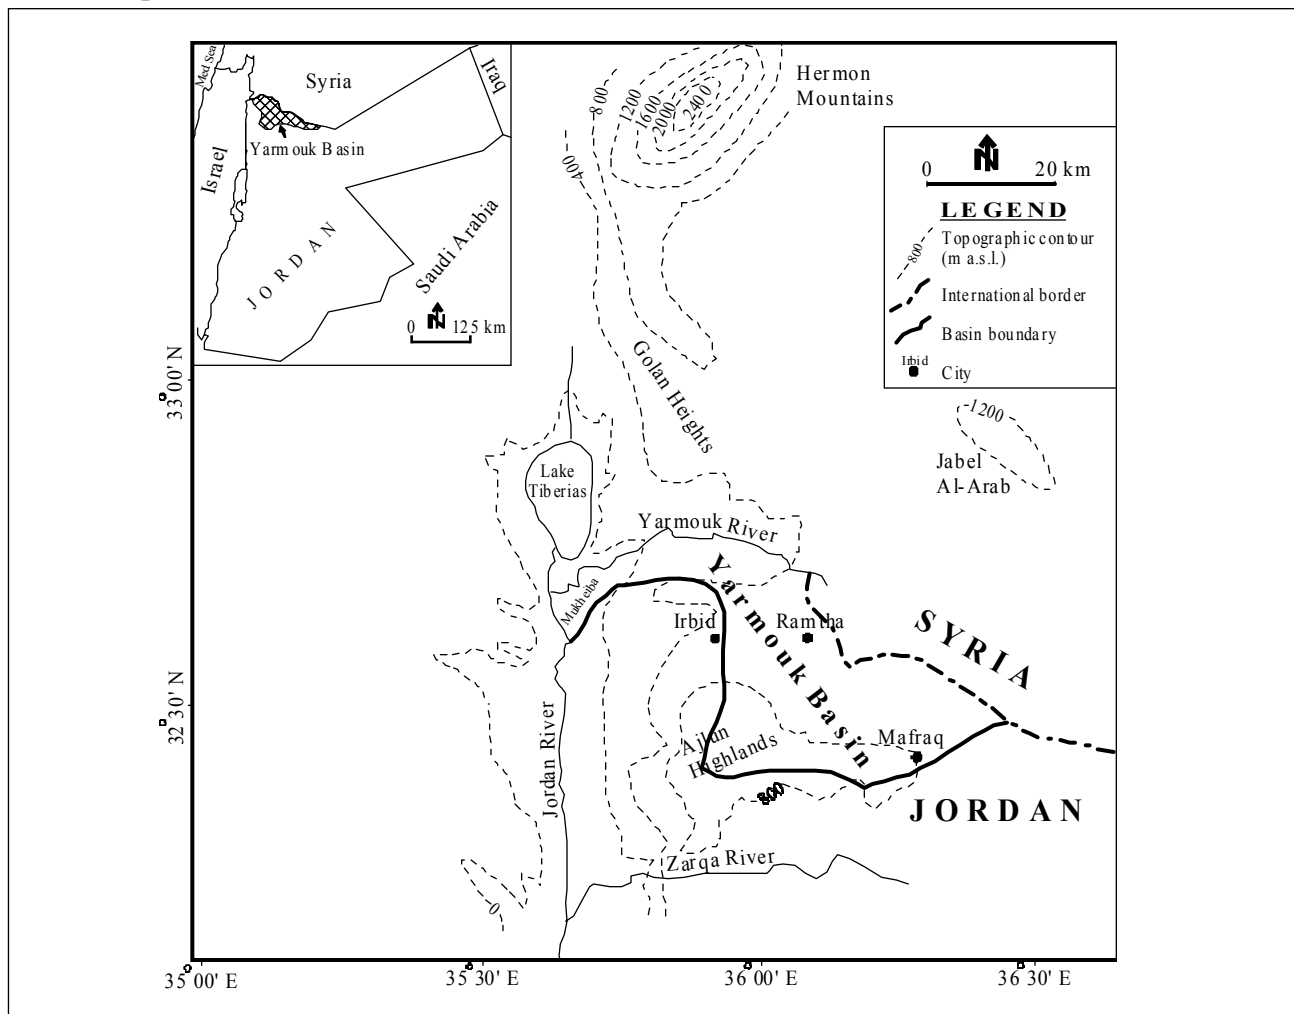 Med Sea
Syria
Iraq
Yarmouk Basin
Israel
JORDAN
Saudi Arabia
N
0 125 km
Hermon
Mountains
800
1200
1600
2000
2400
400
N
0 20 km
LEGEND
800
Topographic contour
(m a.s.l.)
International border
Basin boundary
Irbid
City
Golan Heights
1200
Jabel
Al-Arab
Lake
Tiberias
Yarmouk River
Mukheiba
Yarmouk Basin
Irbid
Ramtha
SYRIA
Jordan River
Ajlun
Highlands
Mafraq
800
JORDAN
Zarqa River
0
33 00' N
32 30' N
35 00' E
35 50' E
36 00' E
36 30' E